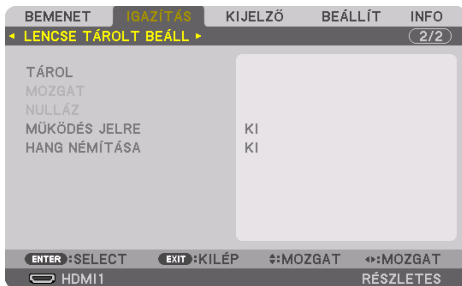 BEMENET IGAZÍTÁS KIJELZŐ BEÁLLÍT INFO
LENCSE TÁROLT BEÁLL 2/2
TÁROL
MOZGAT
NULLÁZ
MŰKÖDÉS JELRE KI
HANG NÉMÍTÁSA KI
ENTER:SELECT EXIT:KILÉP :MOZGAT :MOZGAT
HDMI1 RÉSZLETES